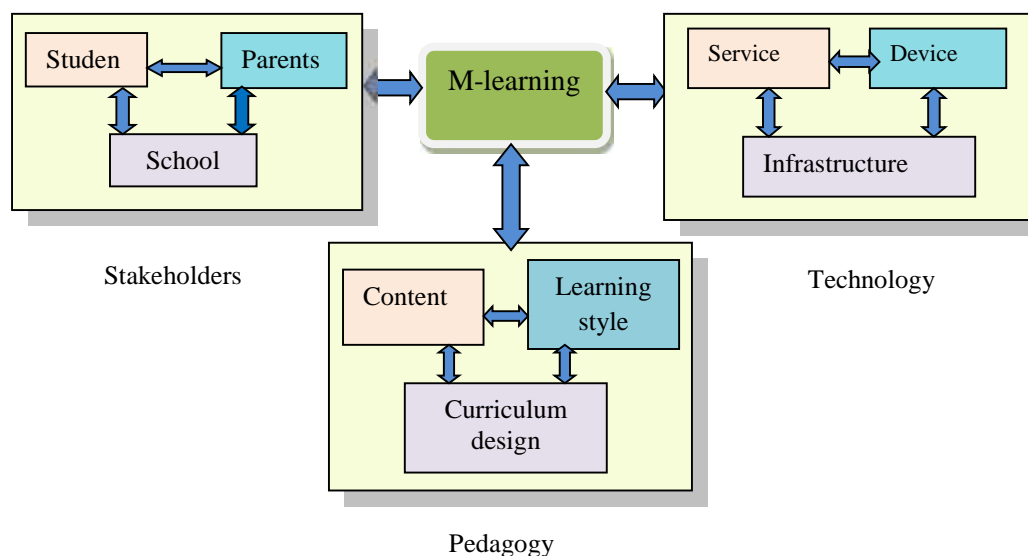 Studen
Parents
School
Stakeholders
M-learning
Service
Device
Infrastructure
Technology
Content
Learning
style
Curriculum
design
Pedagogy